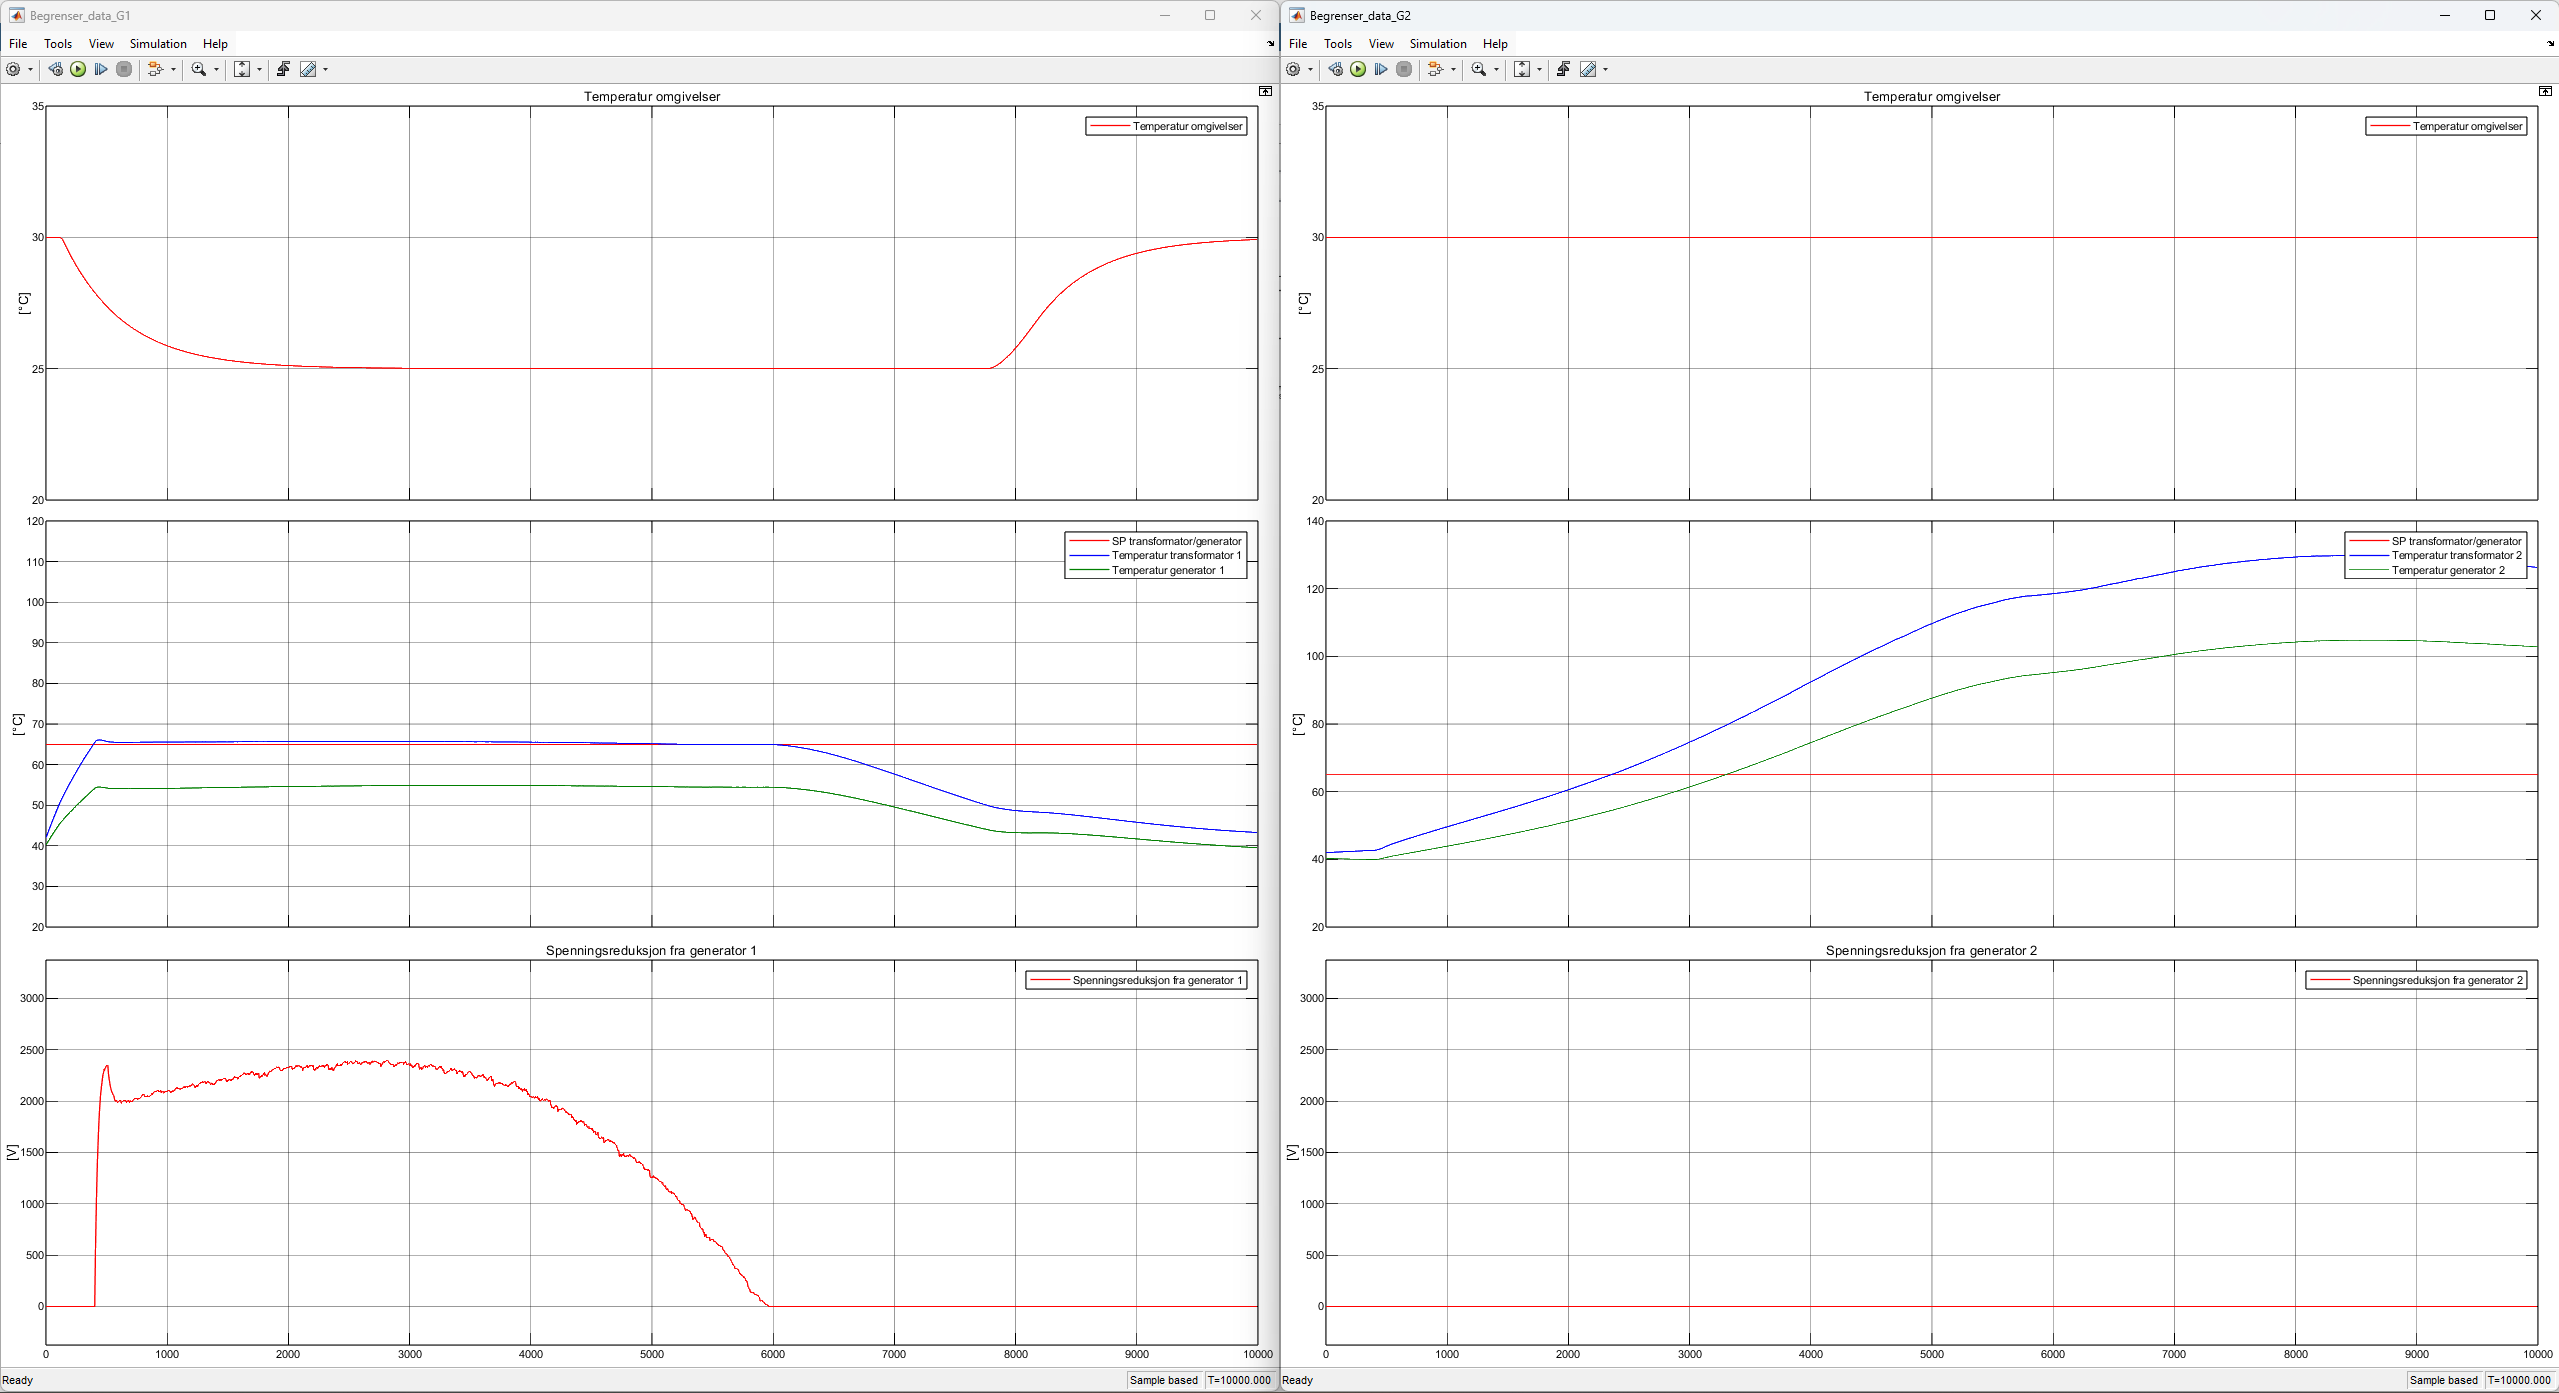 Begrenser_data_G1
File Tools View Simulation Help
Temperatur omgivelser
Temperatur omgivelser
35
30
25
20
[°C]
SP transformator/generator
Temperatur transformator 1
Temperatur generator 1
120
110
100
90
80
70
60
50
40
30
20
[°C]
Spenningsreduksjon fra generator 1
Spenningsreduksjon fra generator 1
3000
2500
2000
1500
1000
500
0
[V]
0 1000 2000 3000 4000 5000 6000 7000 8000 9000 10000
Ready Sample based T=10000.000
Begrenser_data_G2
File Tools View Simulation Help
Temperatur omgivelser
Temperatur omgivelser
35
30
25
20
[°C]
SP transformator/generator
Temperatur transformator 2
Temperatur generator 2
140
120
100
80
60
40
20
[°C]
Spenningsreduksjon fra generator 2
Spenningsreduksjon fra generator 2
3000
2500
2000
1500
1000
500
0
[V]
0 1000 2000 3000 4000 5000 6000 7000 8000 9000 10000
Ready Sample based T=10000.000